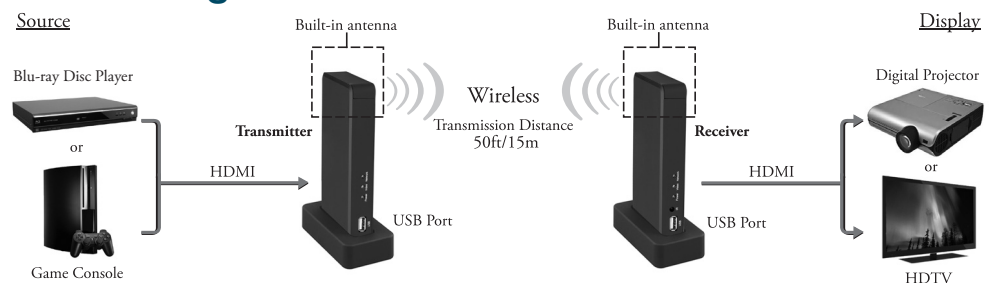 Source
Built-in antenna
Built-in antenna
Display
Blu-ray Disc Player
Digital Projector
Wireless
Transmitter
Transmission Distance
Receiver
50ft/15m
or
or
HDMI
HDMI
USB Port
USB Port
Game Console
HDTV